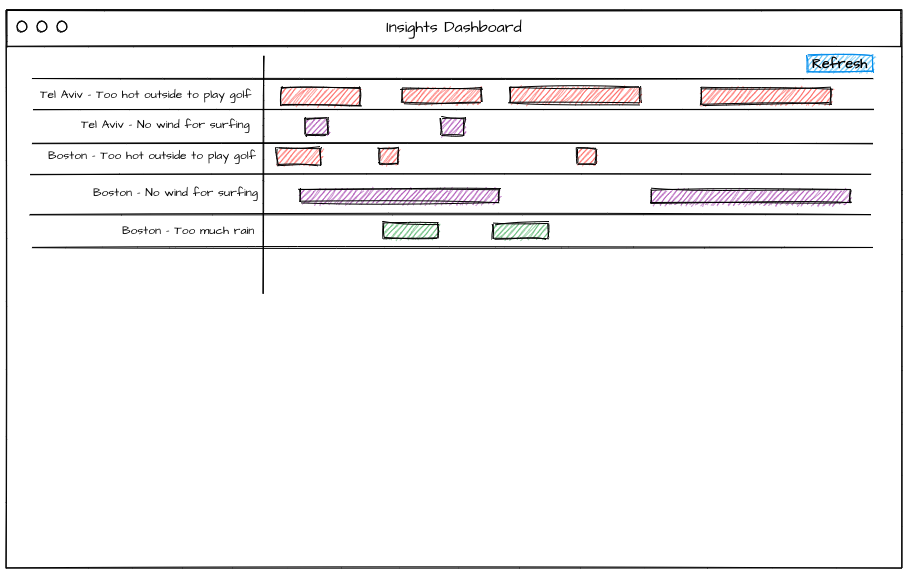 Insights Dashboard
Refresh
Tel Aviv - Too hot outside to play golf
Tel Aviv - No wind for surfing
Boston - Too hot outside to play golf
Boston - No wind for surfing
Boston - Too much rain